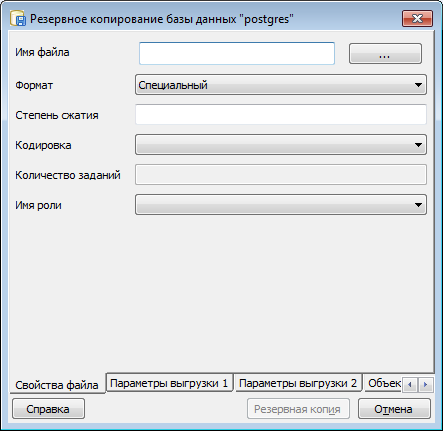 Резервное копирование базы данных "postgres"
Имя файла
...
Формат
Специальный
Степень сжатия
Кодировка
Количество заданий
Имя роли
Свойства файла
Параметры выгрузки 1
Параметры выгрузки 2
Объек
Справка
Резервная копия
Отмена